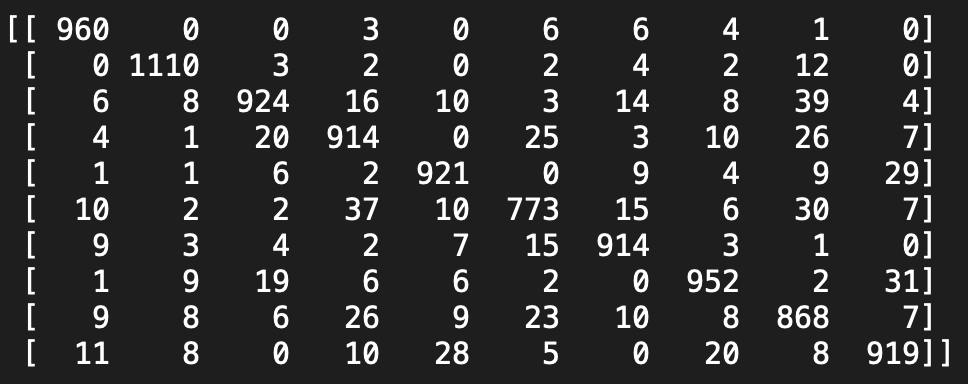 [[ 960 0 0 3 0 6 6 4 1 0]
[ 0 1110 3 2 0 2 4 2 12 0]
[ 6 8 924 16 10 3 14 8 39 4]
[ 4 1 20 914 0 25 3 10 26 7]
[ 1 1 6 2 921 0 9 4 9 29]
[ 10 2 2 37 10 773 15 6 30 7]
[ 9 3 4 2 7 15 914 3 1 0]
[ 1 9 19 6 6 2 0 952 2 31]
[ 9 8 6 26 9 23 10 8 868 7]
[ 11 8 0 10 28 5 0 20 8 919]]